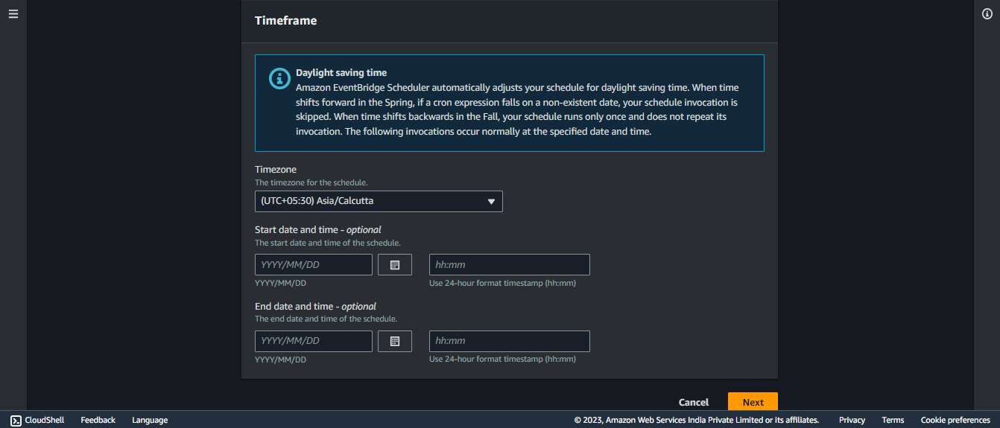 Timeframe
Daylight saving time
Amazon EventBridge Scheduler automatically adjusts your schedule for daylight saving time. When time
shifts forward in the Spring, if a cron expression falls on a non-existent date, your schedule invocation is
skipped. When time shifts backwards in the Fall, your schedule runs only once and does not repeat its
invocation. The following invocations occur normally at the specified date and time.
Timezone
The timezone for the schedule.
(UTC+05:30) Asia/Calcutta
Start date and time - optional
The start date and time of the schedule.
YYYY/MM/DD hh:mm
YYYY/MM/DD Use 24-hour format timestamp (hh:mm)
End date and time - optional
The end date and time of the schedule.
YYYY/MM/DD hh:mm
YYYY/MM/DD Use 24-hour format timestamp (hh:mm)
Cancel Next
CloudShell Feedback Language © 2023, Amazon Web Services India Private Limited or its affiliates. Privacy Terms Cookie preferences